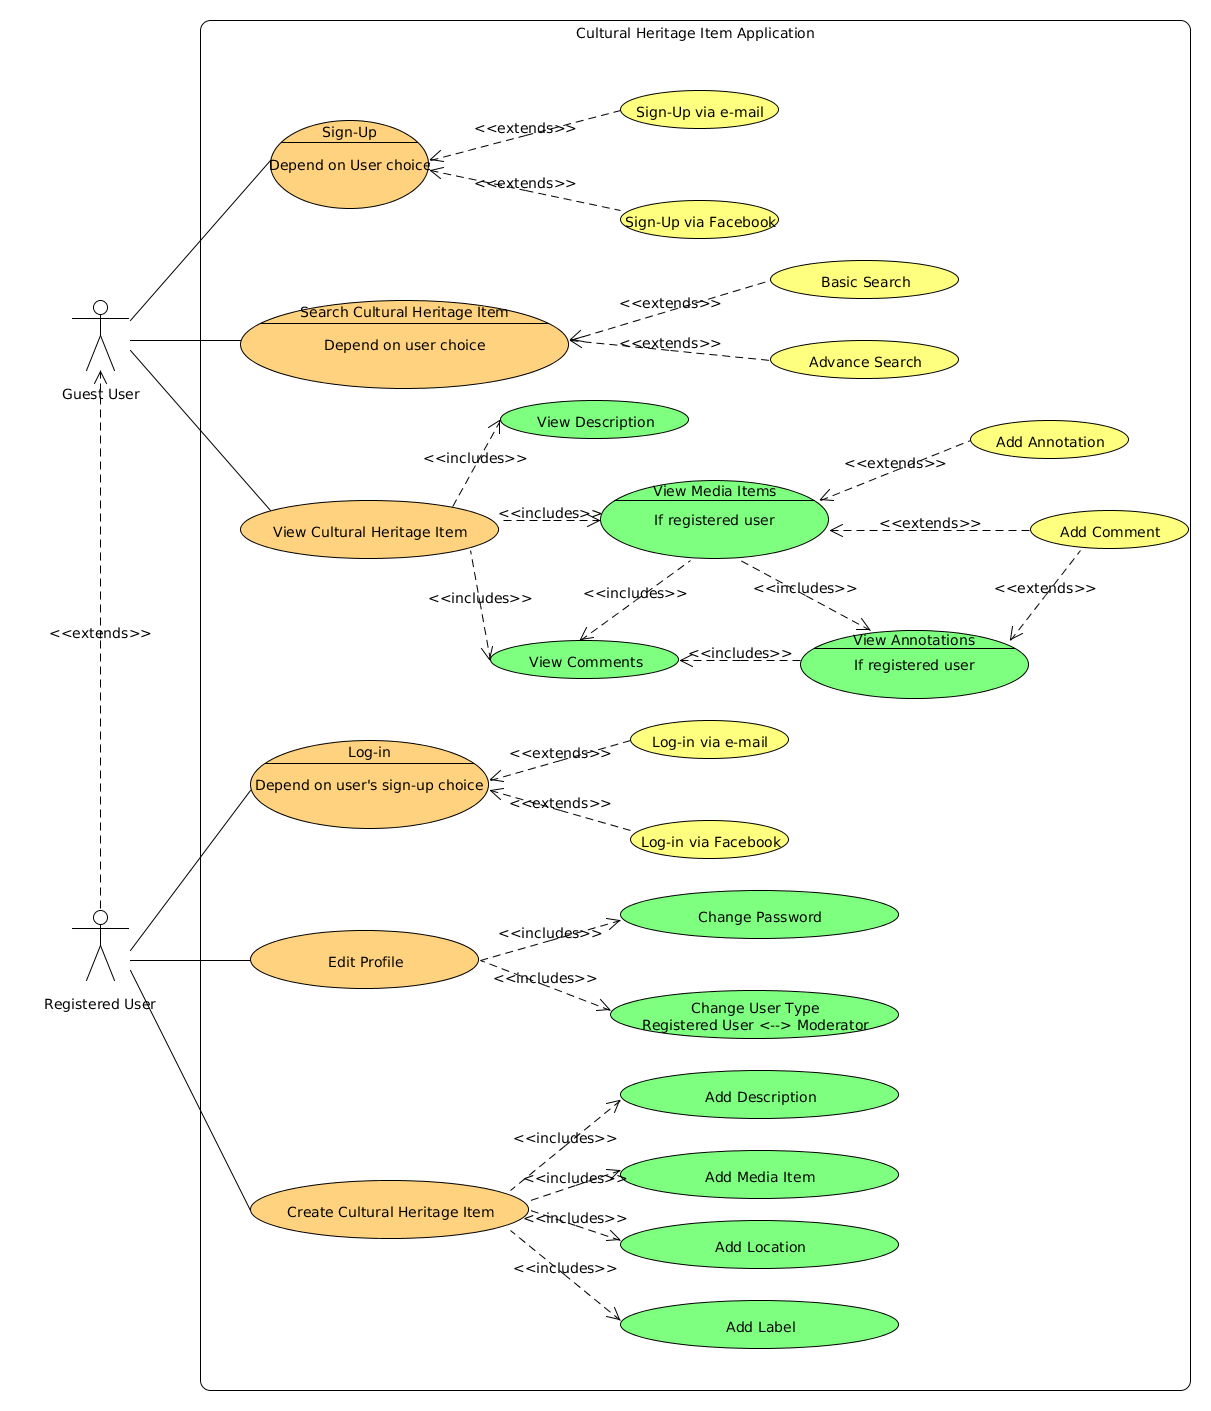 Cultural Heritage Item Application
Sign-Up via e-mail
<<extends>>
Sign-Up
Depend on User choice
<<extends>>
Sign-Up via Facebook
Basic Search
<<extends>>
Search Cultural Heritage Item
Depend on user choice
<<extends>>
Advance Search
Guest User
View Description
Add Annotation
<<includes>>
<<extends>>
View Media Items
If registered user
<<includes>>
<<extends>>
Add Comment
View Cultural Heritage Item
<<includes>>
<<includes>>
<<includes>>
<<extends>>
<<extends>>
View Comments
<<includes>>
View Annotations
If registered user
Log-in via e-mail
<<extends>>
Log-in
Depend on user's sign-up choice
<<extends>>
Log-in via Facebook
Change Password
<<includes>>
Edit Profile
<<includes>>
Registered User
Change User Type
Registered User <--> Moderator
Add Description
<<includes>>
Add Media Item
<<includes>>
Create Cultural Heritage Item
<<includes>>
Add Location
<<includes>>
Add Label